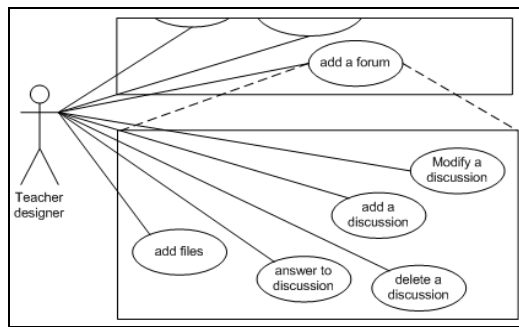 add a forum
Modify a
discussion
add a
discussion
Teacher
designer
add files
answer to
discussion
delete a
discussion